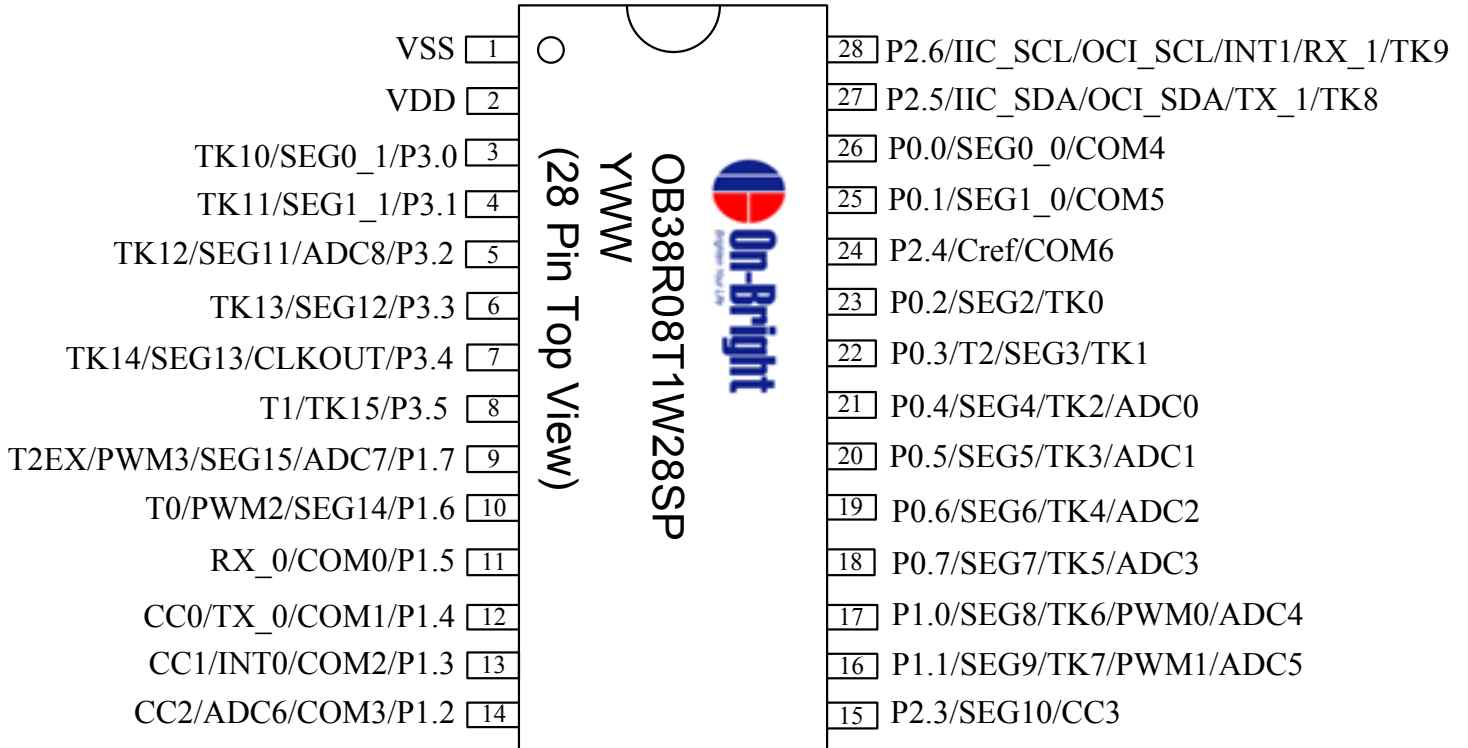 VSS 1
VDD 2
TK10/SEG0_1/P3.0 3
TK11/SEG1_1/P3.1 4
TK12/SEG11/ADC8/P3.2 5
TK13/SEG12/P3.3 6
TK14/SEG13/CLKOUT/P3.4 7
T1/TK15/P3.5 8
T2EX/PWM3/SEG15/ADC7/P1.7 9
T0/PWM2/SEG14/P1.6 10
RX_0/COM0/P1.5 11
CC0/TX_0/COM1/P1.4 12
CC1/INT0/COM2/P1.3 13
CC2/ADC6/COM3/P1.2 14
On-Bright
Brighten Your Life
OB38R08T1W28SP
YWW
(28 Pin Top View)
28 P2.6/IIC_SCL/OCI_SCL/INT1/RX_1/TK9
27 P2.5/IIC_SDA/OCI_SDA/TX_1/TK8
26 P0.0/SEG0_0/COM4
25 P0.1/SEG1_0/COM5
24 P2.4/Cref/COM6
23 P0.2/SEG2/TK0
22 P0.3/T2/SEG3/TK1
21 P0.4/SEG4/TK2/ADC0
20 P0.5/SEG5/TK3/ADC1
19 P0.6/SEG6/TK4/ADC2
18 P0.7/SEG7/TK5/ADC3
17 P1.0/SEG8/TK6/PWM0/ADC4
16 P1.1/SEG9/TK7/PWM1/ADC5
15 P2.3/SEG10/CC3